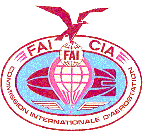 FAI CIA
FAI
COMMISSION INTERNATIONALE D'AEROSTATION